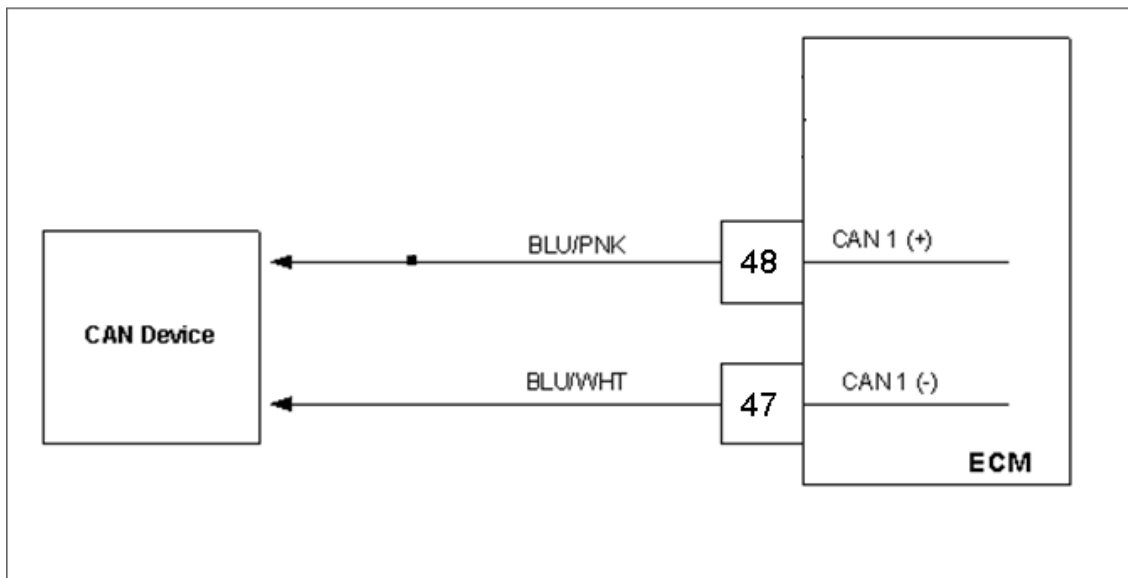 BLU/PNK
48
CAN 1 (+)
CAN Device
BLU/WHT
47
CAN 1 (-)
ECM